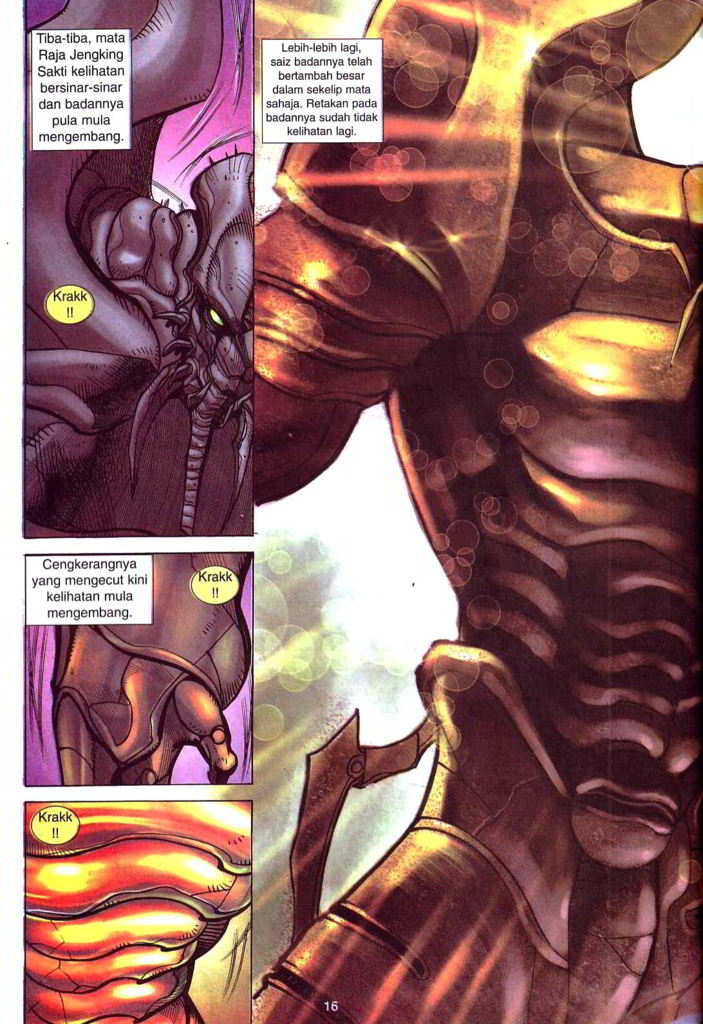 Tiba-tiba, mata
Raja Jengking
Sakti kelihatan
bersinar-sinar
dan badannya
pula mula
mengembang.
Lebih-lebih lagi,
saiz badannya telah
bertambah besar
dalam sekelip mata
sahaja. Retakan pada
badannya sudah tidak
kelihatan lagi.
Krakk
!!
Cengkerangnya
yang mengecut kini
kelihatan mula
mengembang.
Krakk
!!
Krakk
!!
16